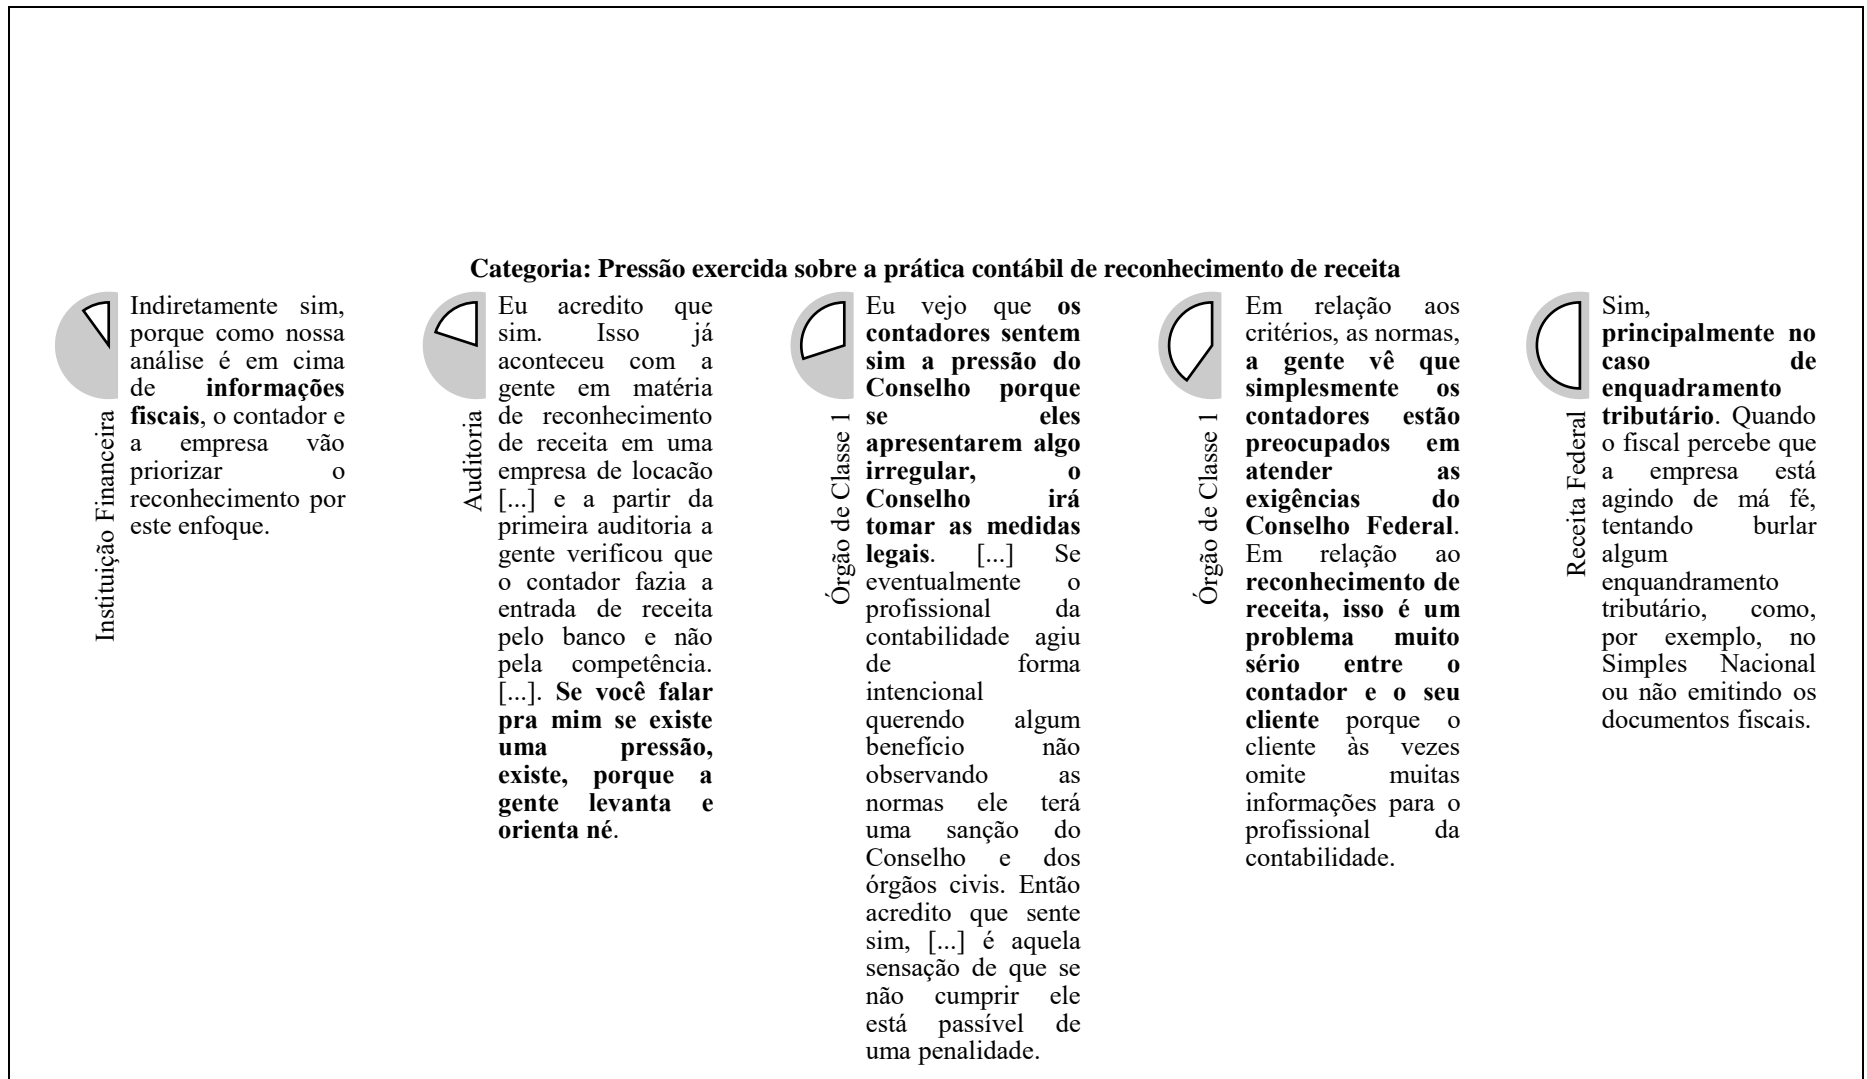 Categoria: Pressão exercida sobre a prática contábil de reconhecimento de receita
Instituição Financeira
Indiretamente sim,
porque como nossa
análise é em cima
de informações
fiscais, o contador e
a empresa vão
priorizar o
reconhecimento por
este enfoque.
Auditoria
Eu acredito que
sim. Isso já
aconteceu com a
gente em matéria
de reconhecimento
de receita em uma
empresa de locacão
[...] e a partir da
primeira auditoria a
gente verificou que
o contador fazia a
entrada de receita
pelo banco e não
pela competência.
[...]. Se você falar
pra mim se existe
uma pressão,
existe, porque a
gente levanta e
orienta né.
Órgão de Classe 1
Eu vejo que os
contadores sentem
sim a pressão do
Conselho porque
se eles
apresentarem algo
irregular, o
Conselho irá
tomar as medidas
legais. [...] Se
eventualmente o
profissional da
contabilidade agiu
de forma
intencional
querendo algum
benefício não
observando as
normas ele terá
uma sanção do
Conselho e dos
órgãos civis. Então
acredito que sente
sim, [...] é aquela
sensação de que se
não cumprir ele
está passível de
uma penalidade.
Órgão de Classe 1
Em relação aos
critérios, as normas,
a gente vê que
simplesmente os
contadores estão
preocupados em
atender as
exigências do
Conselho Federal.
Em relação ao
reconhecimento de
receita, isso é um
problema muito
sério entre o
contador e o seu
cliente porque o
cliente às vezes
omite muitas
informações para o
profissional da
contabilidade.
Receita Federal
Sim,
principalmente no
caso de
enquadramento
tributário. Quando
o fiscal percebe que
a empresa está
agindo de má fé,
tentando burlar
algum
enquandramento
tributário, como,
por exemplo, no
Simples Nacional
ou não emitindo os
documentos fiscais.